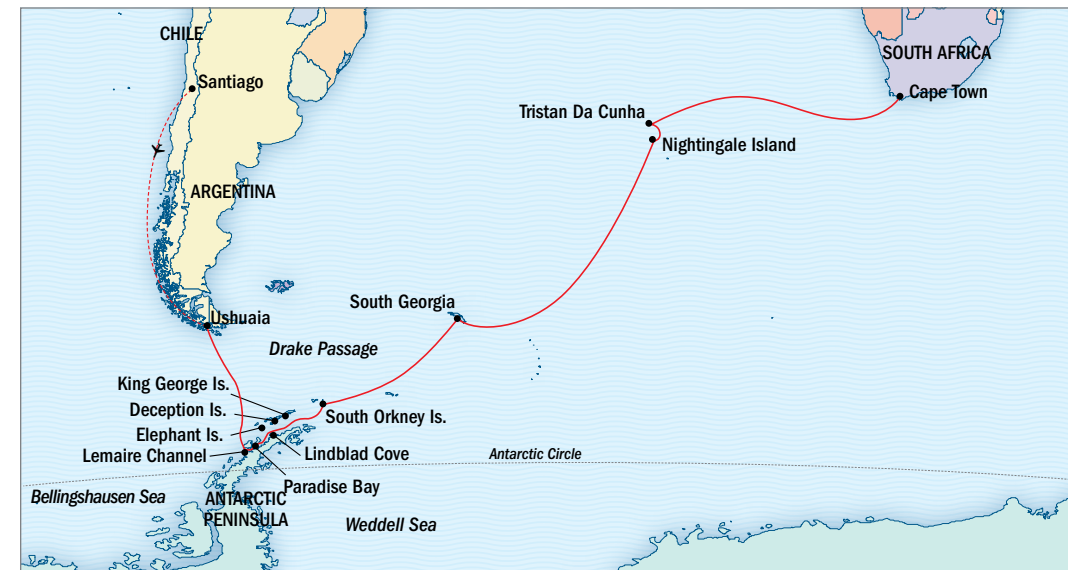 CHILE
SOUTH AFRICA
Santiago
Cape Town
Tristan Da Cunha
Nightingale Island
ARGENTINA
South Georgia
Ushuaia
Drake Passage
King George Is.
Deception Is.
South Orkney Is.
Elephant Is.
Lemaire Channel
Lindblad Cove
Antarctic Circle
Paradise Bay
Bellingshausen Sea
ANTARCTIC
PENINSULA
Weddell Sea